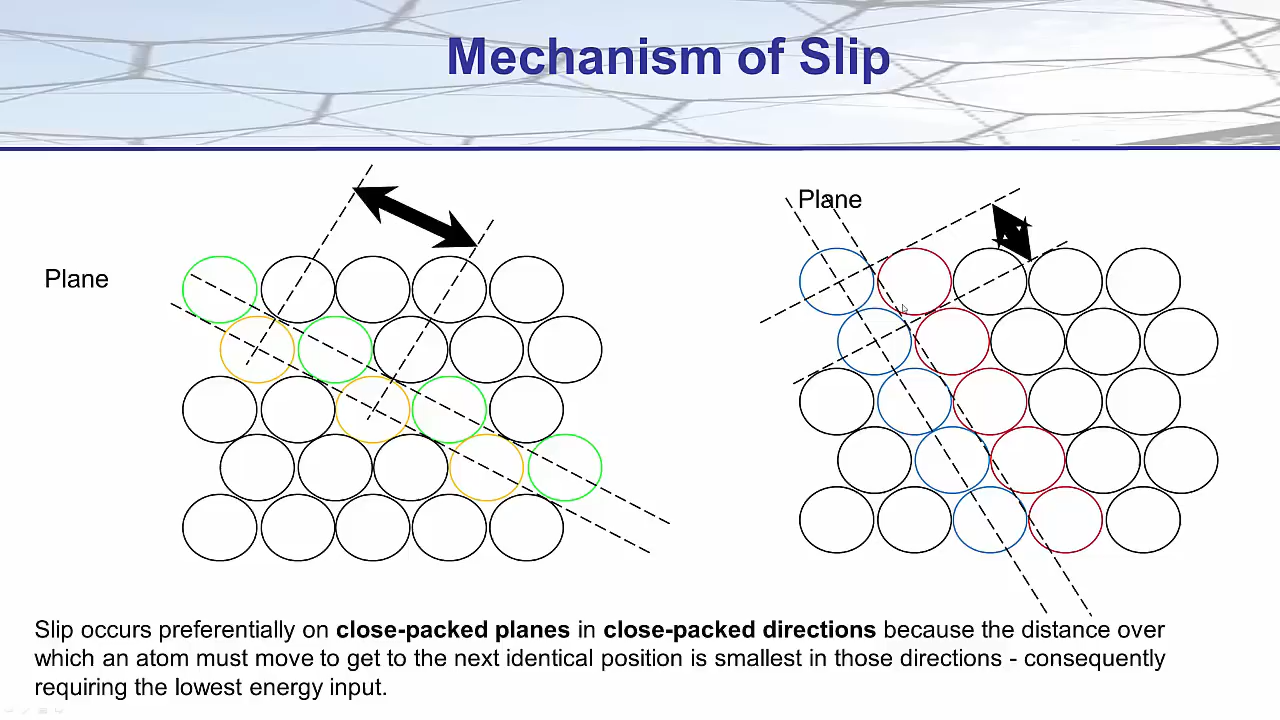 Mechanism of Slip
Plane
Plane
Slip occurs preferentially on close-packed planes in close-packed directions because the distance over
which an atom must move to get to the next identical position is smallest in those directions - consequently
requiring the lowest energy input.